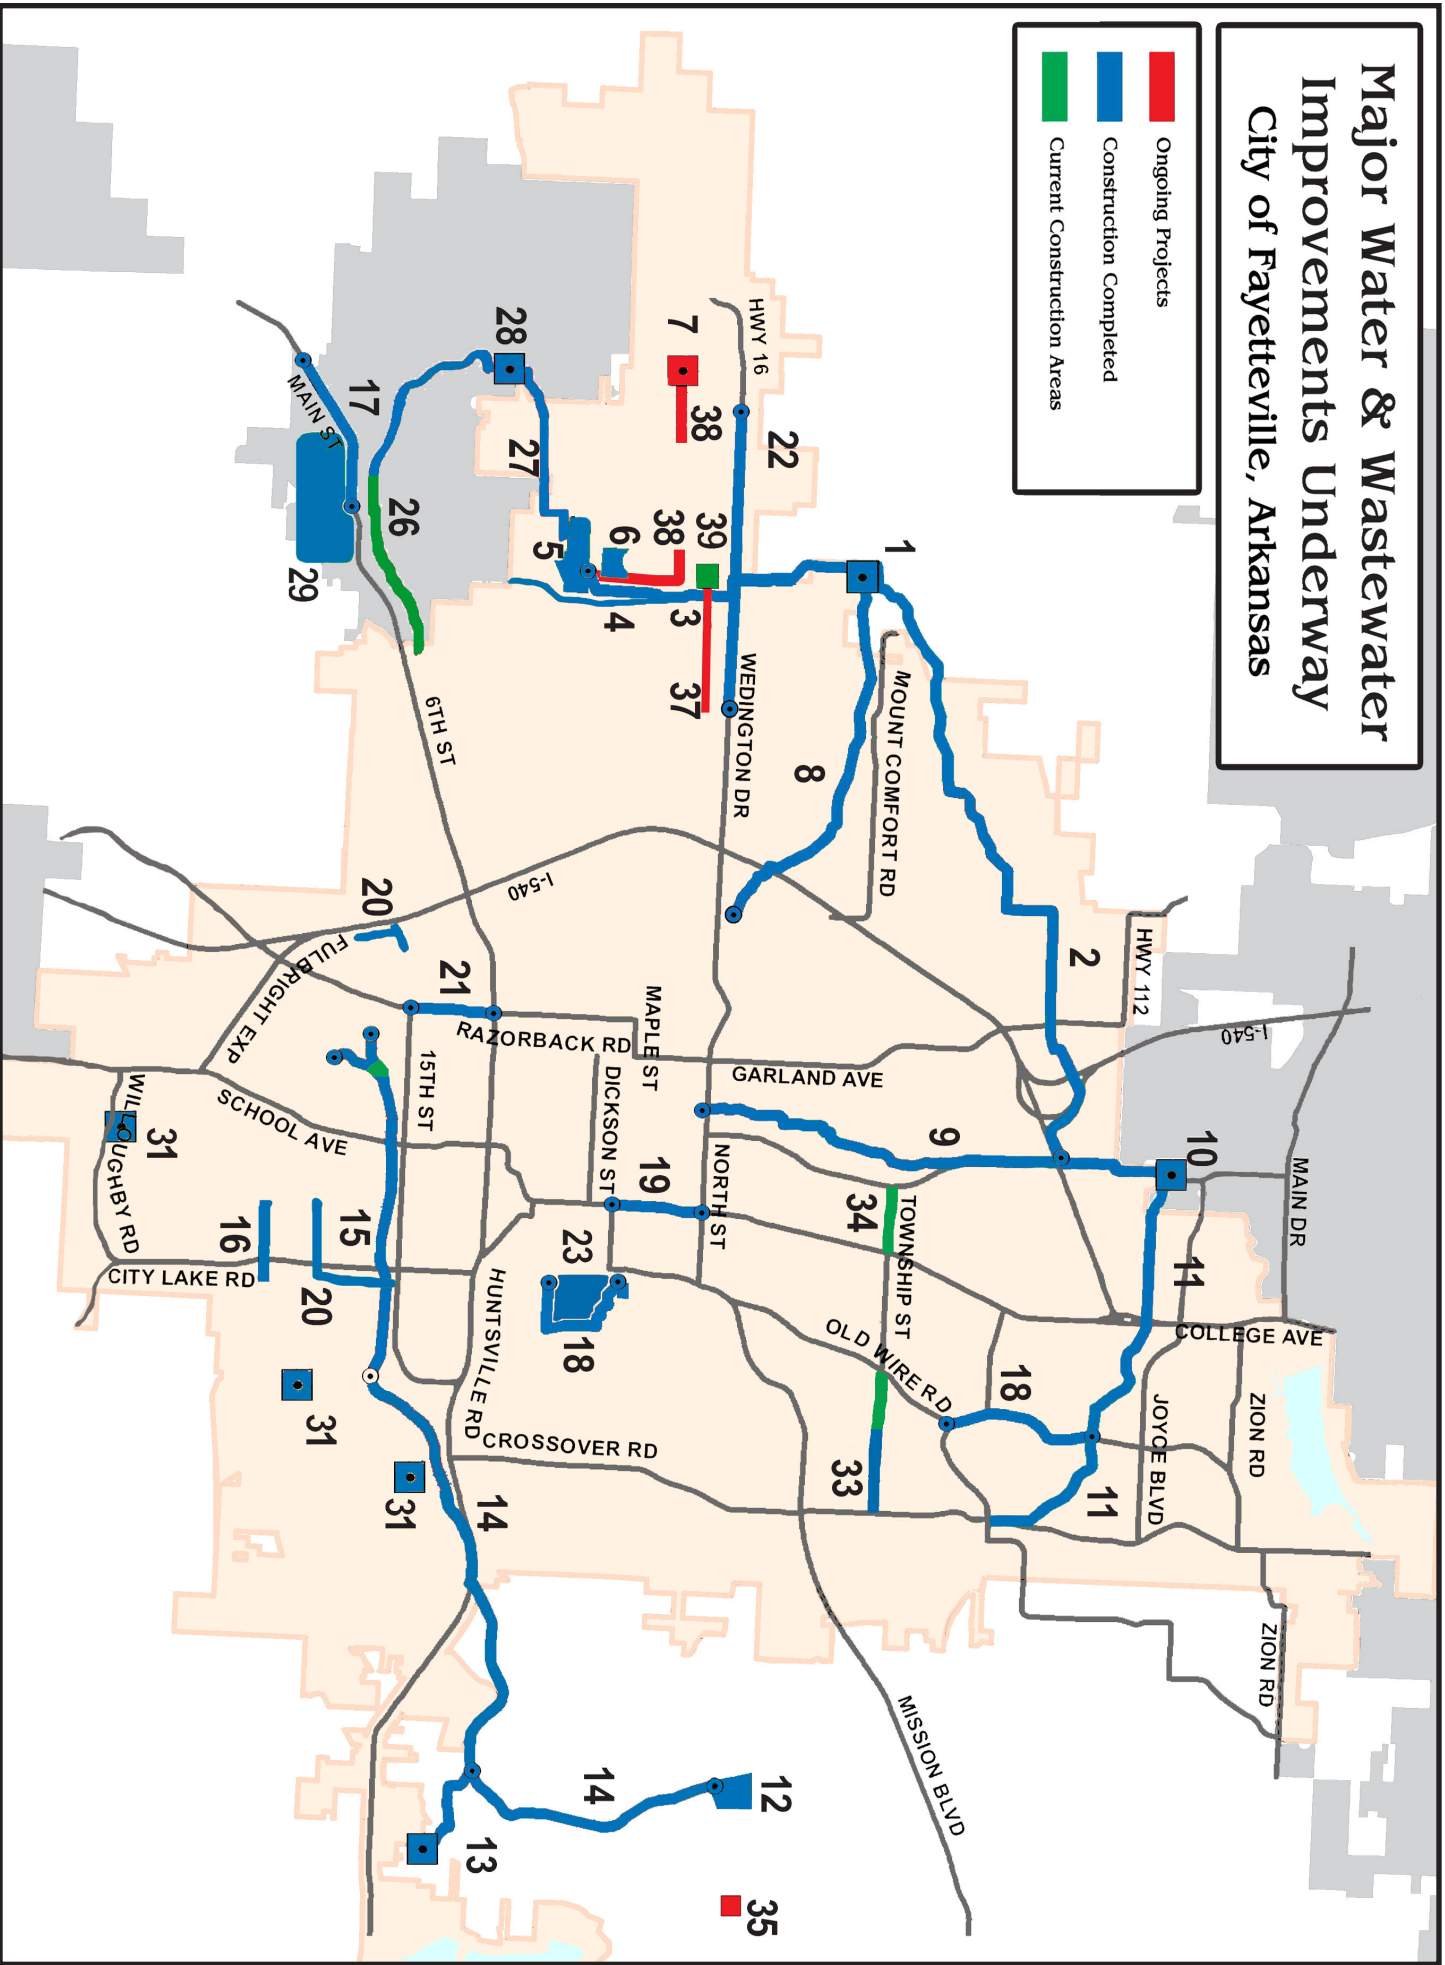 Major Water & Wastewater
Improvements Underway
City of Fayetteville, Arkansas
Ongoing Projects
Construction Completed
Current Construction Areas
MAIN DR
I-540
HWY 112
ZION RD
ZION RD
COLLEGE AVE
JOYCE BLVD
10
11
11
2
1
MOUNT COMFORT RD
9
TOWNSHIP ST
34
OLD WIRE RD
18
33
MISSION BLVD
8
HWY 16
22
WEDINGTON DR
GARLAND AVE
NORTH ST
12
35
7
38
39
38
3
37
MAPLE ST
19
CROSSOVER RD
6
4
5
RAZORBACK RD
DICKSON ST
23
18
14
28
27
I-540
HUNTSVILLE RD
14
13
6TH ST
21
15TH ST
26
17
20
31
MAIN ST
29
FULBRIGHT EXP
15
20
31
SCHOOL AVE
16
31
WILLOUGHBY RD
CITY LAKE RD